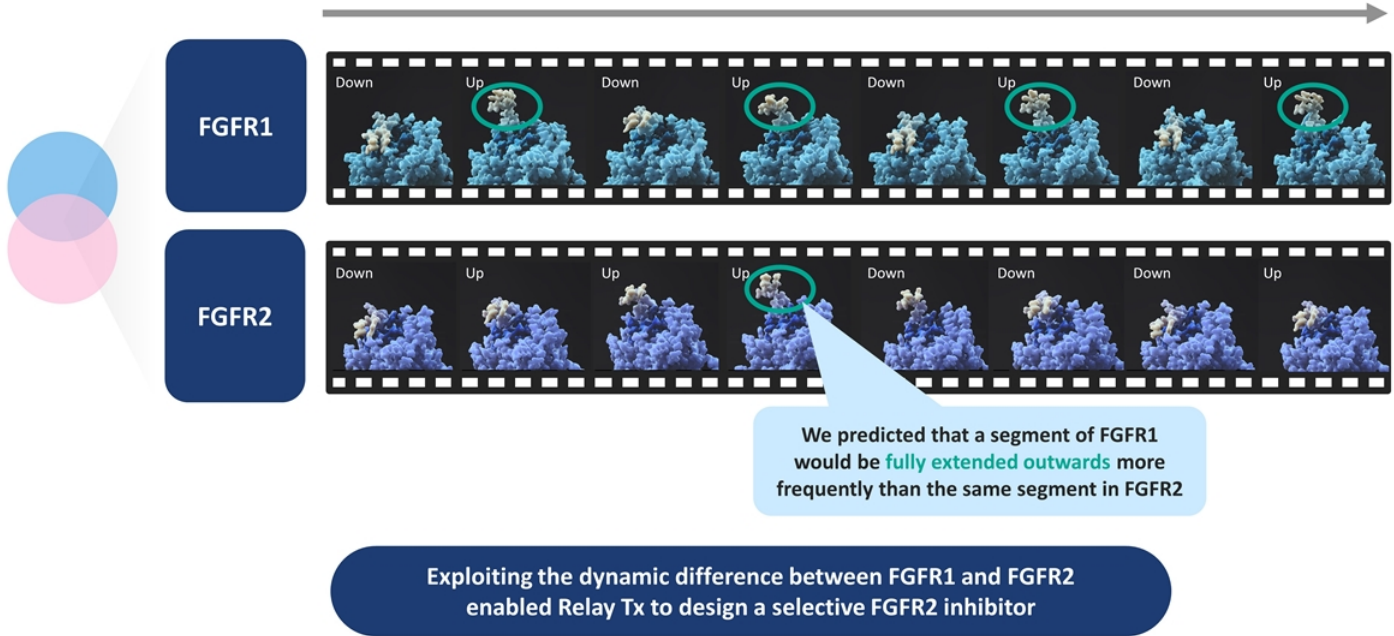 FGFR1
Down
Up
Down
Up
Down
Up
Down
Up
FGFR2
Down
Up
Up
Up
Down
Down
Down
Up
We predicted that a segment of FGFR1
would be fully extended outwards more
frequently than the same segment in FGFR2
Exploiting the dynamic difference between FGFR1 and FGFR2
enabled Relay Tx to design a selective FGFR2 inhibitor